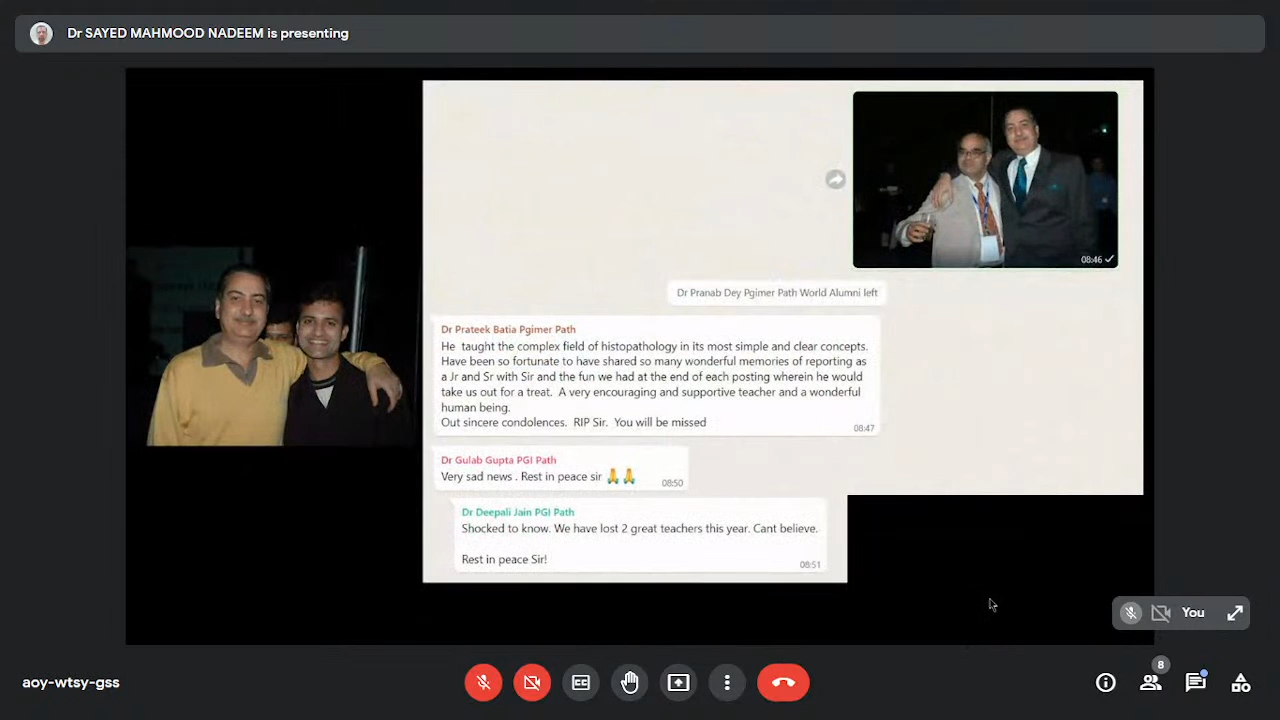 Dr SAYED MAHMOOD NADEEM is presenting
08:46
Dr Pranab Dey Pgimer Path World Alumni left
Dr Prateek Batia Pgimer Path
He taught the complex field of histopathology in its most simple and clear concepts.
Have been so fortunate to have shared so many wonderful memories of reporting as
a Jr and Sr with Sir and the fun we had at the end of each posting wherein he would
take us out for a treat. A very encouraging and supportive teacher and a wonderful
human being.
Out sincere condolences. RIP Sir. You will be missed
08:47
Dr Gulab Gupta PGI Path
Very sad news . Rest in peace sir 🙏🙏
08:50
Dr Deepali Jain PGI Path
Shocked to know. We have lost 2 great teachers this year. Cant believe.
Rest in peace Sir!
08:51
You
aoy-wtsy-gss
CC
8